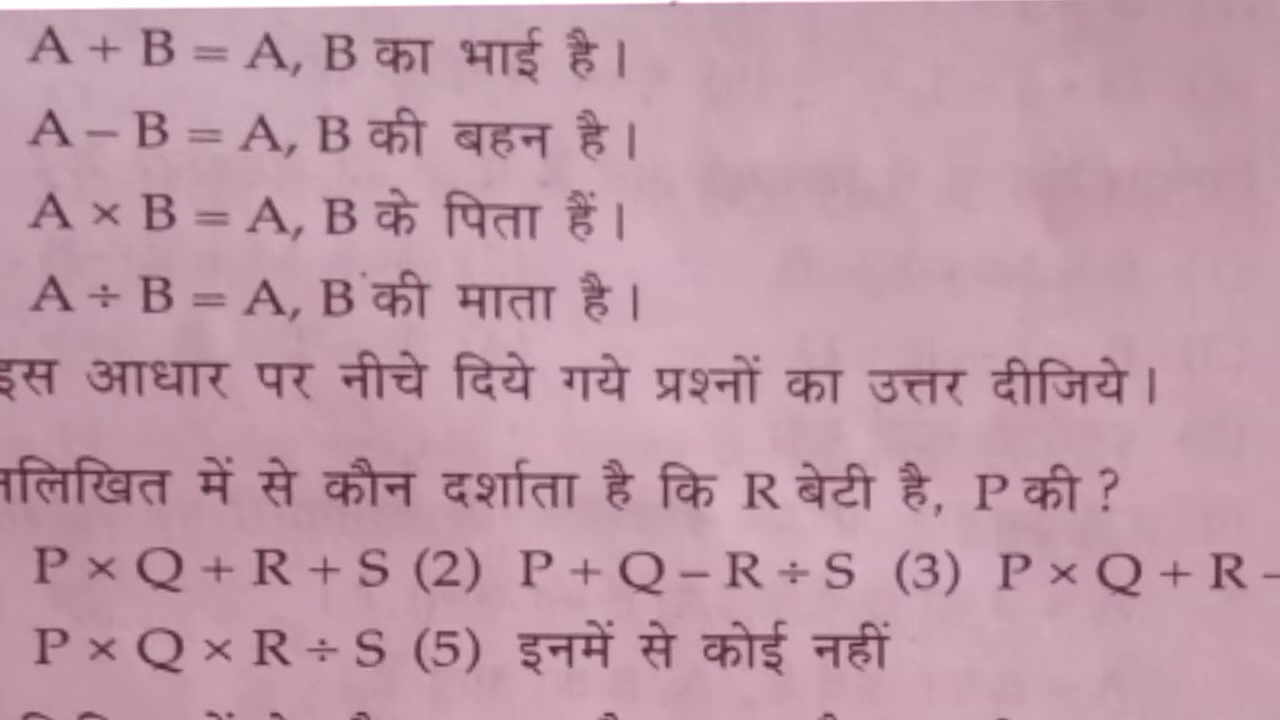 A + B = A, B का भाई है।
A – B = A, B की बहन है।
A × B = A, B के पिता हैं।
A ÷ B = A, B की माता है।
इस आधार पर नीचे दिये गये प्रश्नों का उत्तर दीजिये।
में से कौन दर्शाता है कि R बेटी है, P की ?
P × Q + R + S (2) P + Q – R ÷ S (3) P × Q + R –
P × Q × R ÷ S (5) इनमें से कोई नहीं